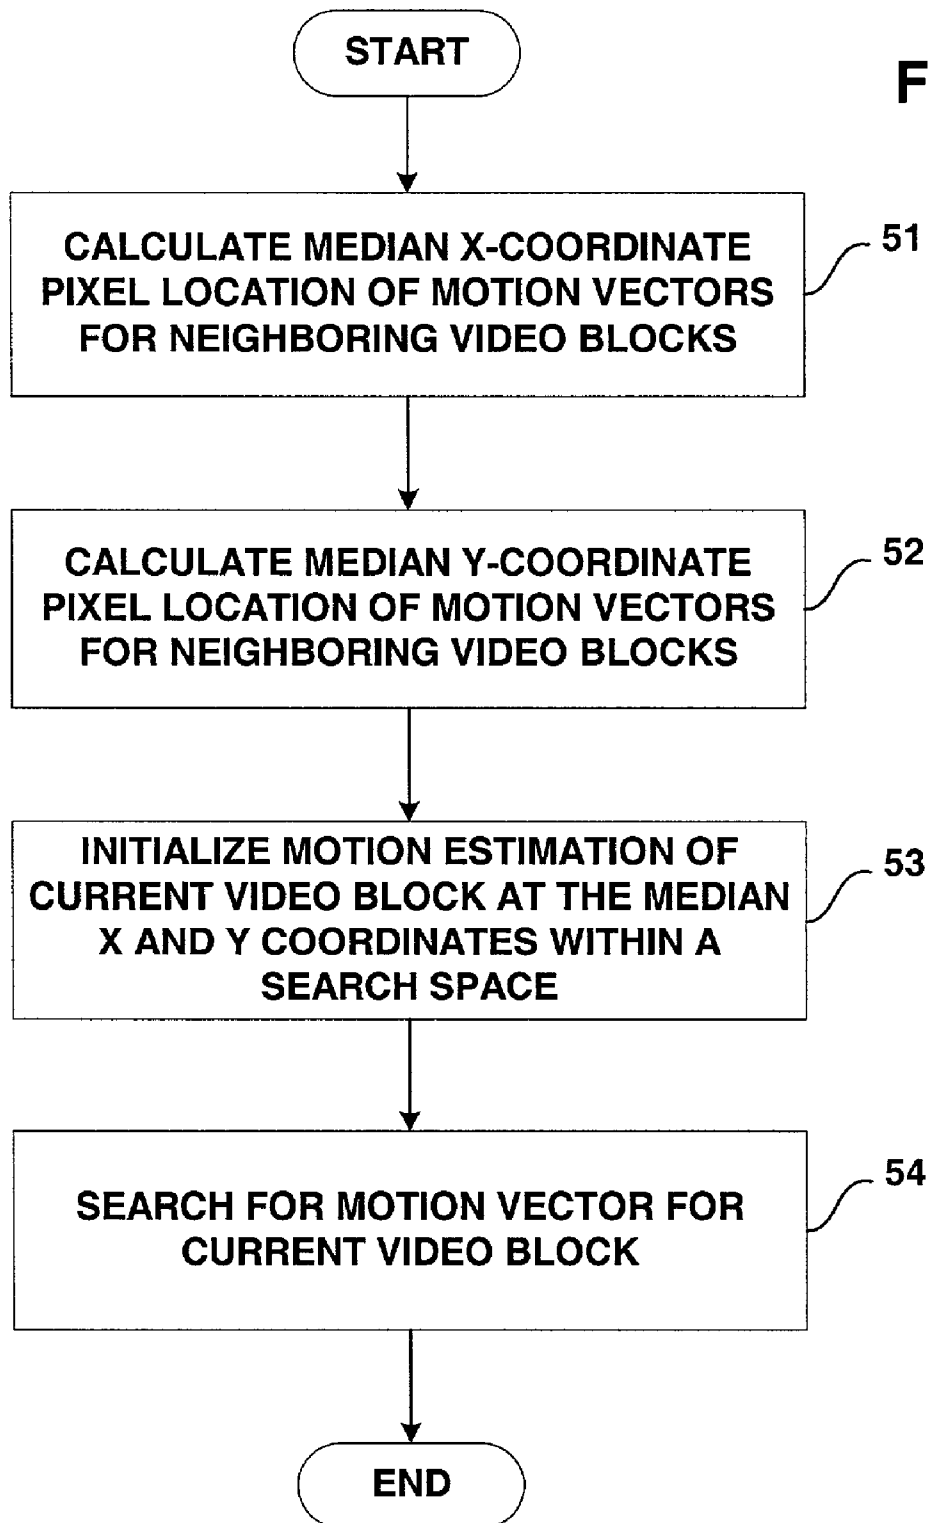 START
F
CALCULATE MEDIAN X-COORDINATE
PIXEL LOCATION OF MOTION VECTORS
FOR NEIGHBORING VIDEO BLOCKS
51
CALCULATE MEDIAN Y-COORDINATE
PIXEL LOCATION OF MOTION VECTORS
FOR NEIGHBORING VIDEO BLOCKS
52
INITIALIZE MOTION ESTIMATION OF
CURRENT VIDEO BLOCK AT THE MEDIAN
X AND Y COORDINATES WITHIN A
SEARCH SPACE
53
SEARCH FOR MOTION VECTOR FOR
CURRENT VIDEO BLOCK
54
END